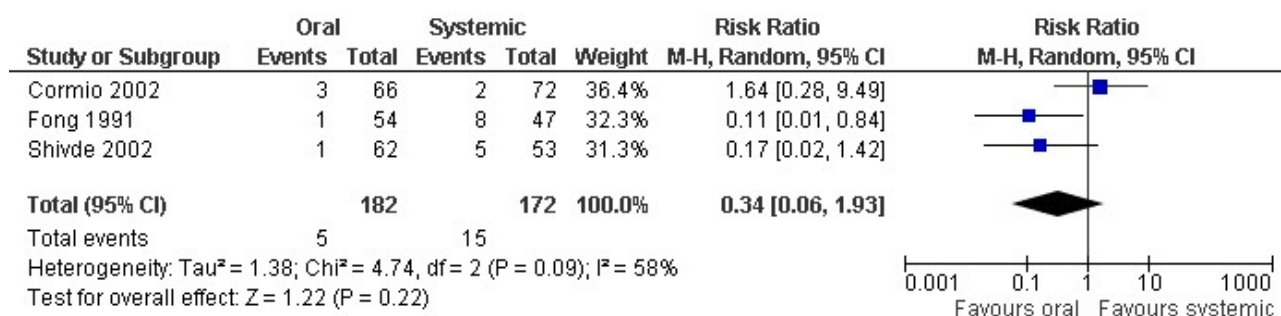 Oral Systemic Risk Ratio Risk Ratio
Study or Subgroup Events Total Events Total Weight M-H, Random, 95% CI M-H, Random, 95% CI
Cormio 2002 3 66 2 72 36.4% 1.64 [0.28, 9.49]
Fong 1991 1 54 8 47 32.3% 0.11 [0.01, 0.84]
Shivde 2002 1 62 5 53 31.3% 0.17 [0.02, 1.42]
Total (95% CI) 182 172 100.0% 0.34 [0.06, 1.93]
Total events 5 15
Heterogeneity: Tau² = 1.38; Chi² = 4.74, df = 2 (P = 0.09); I² = 58%
Test for overall effect: Z = 1.22 (P = 0.22)
0.001 0.1 1 10 1000
Favours oral Favours systemic